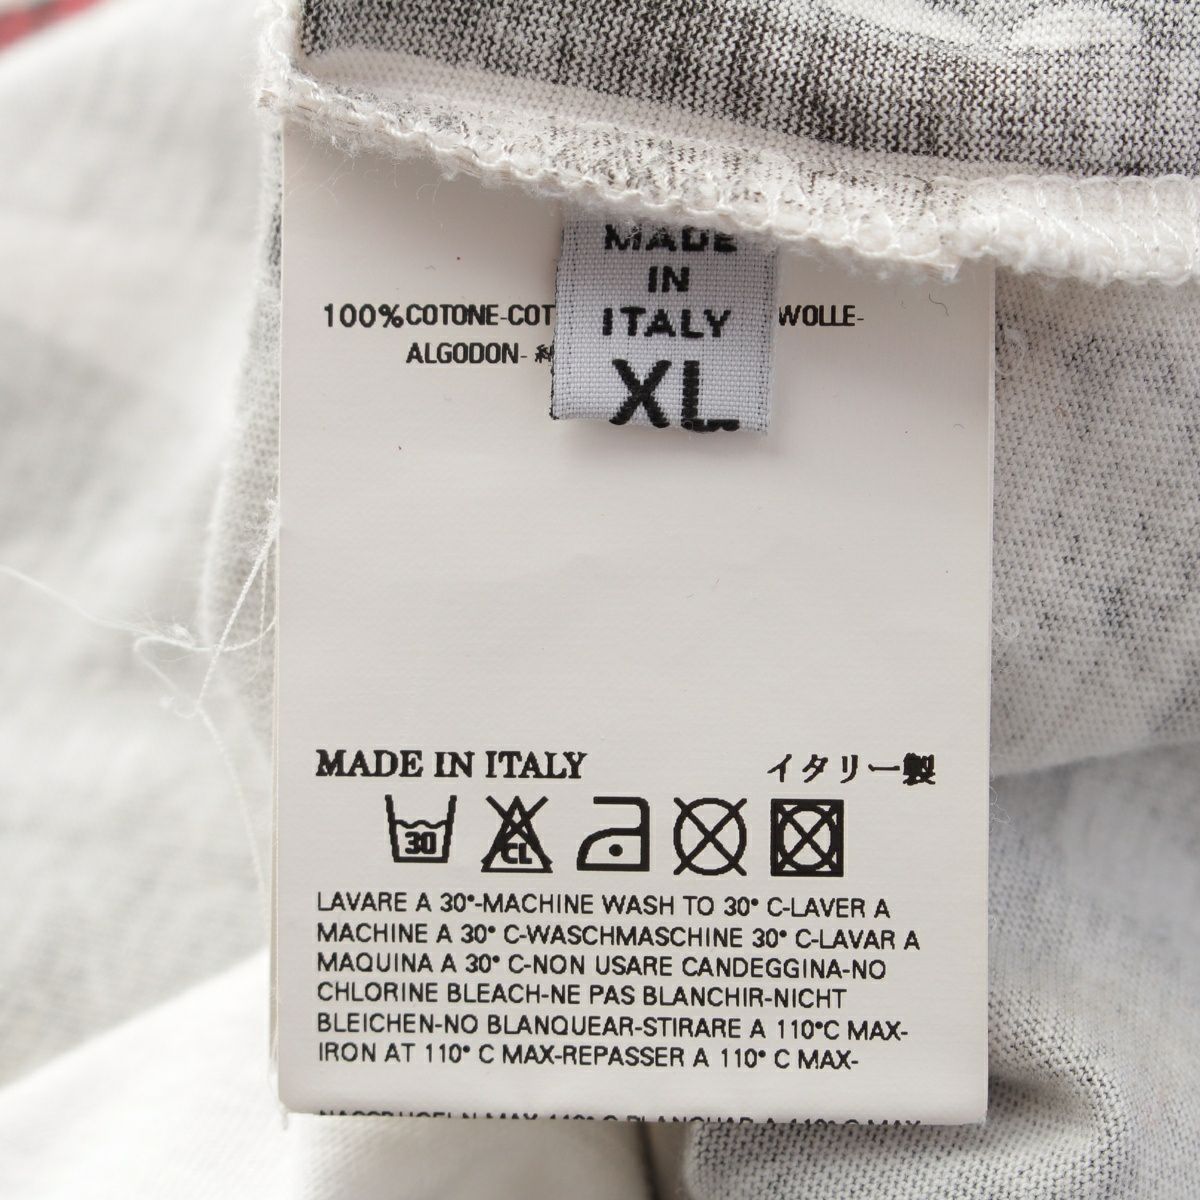 MADE
IN
ITALY
XL
100%COTONE-COT WOLLE-
ALGODON-
MADE IN ITALY イタリー製
30 CL
LAVARE A 30°-MACHINE WASH TO 30° C-LAVER A
MACHINE A 30° C-WASCHMASCHINE 30° C-LAVAR A
MAQUINA A 30° C-NON USARE CANDEGGINA-NO
CHLORINE BLEACH-NE PAS BLANCHIR-NICHT
BLEICHEN-NO BLANQUEAR-STIRARE A 110°C MAX-
IRON AT 110° C MAX-REPASSER A 110° C MAX-